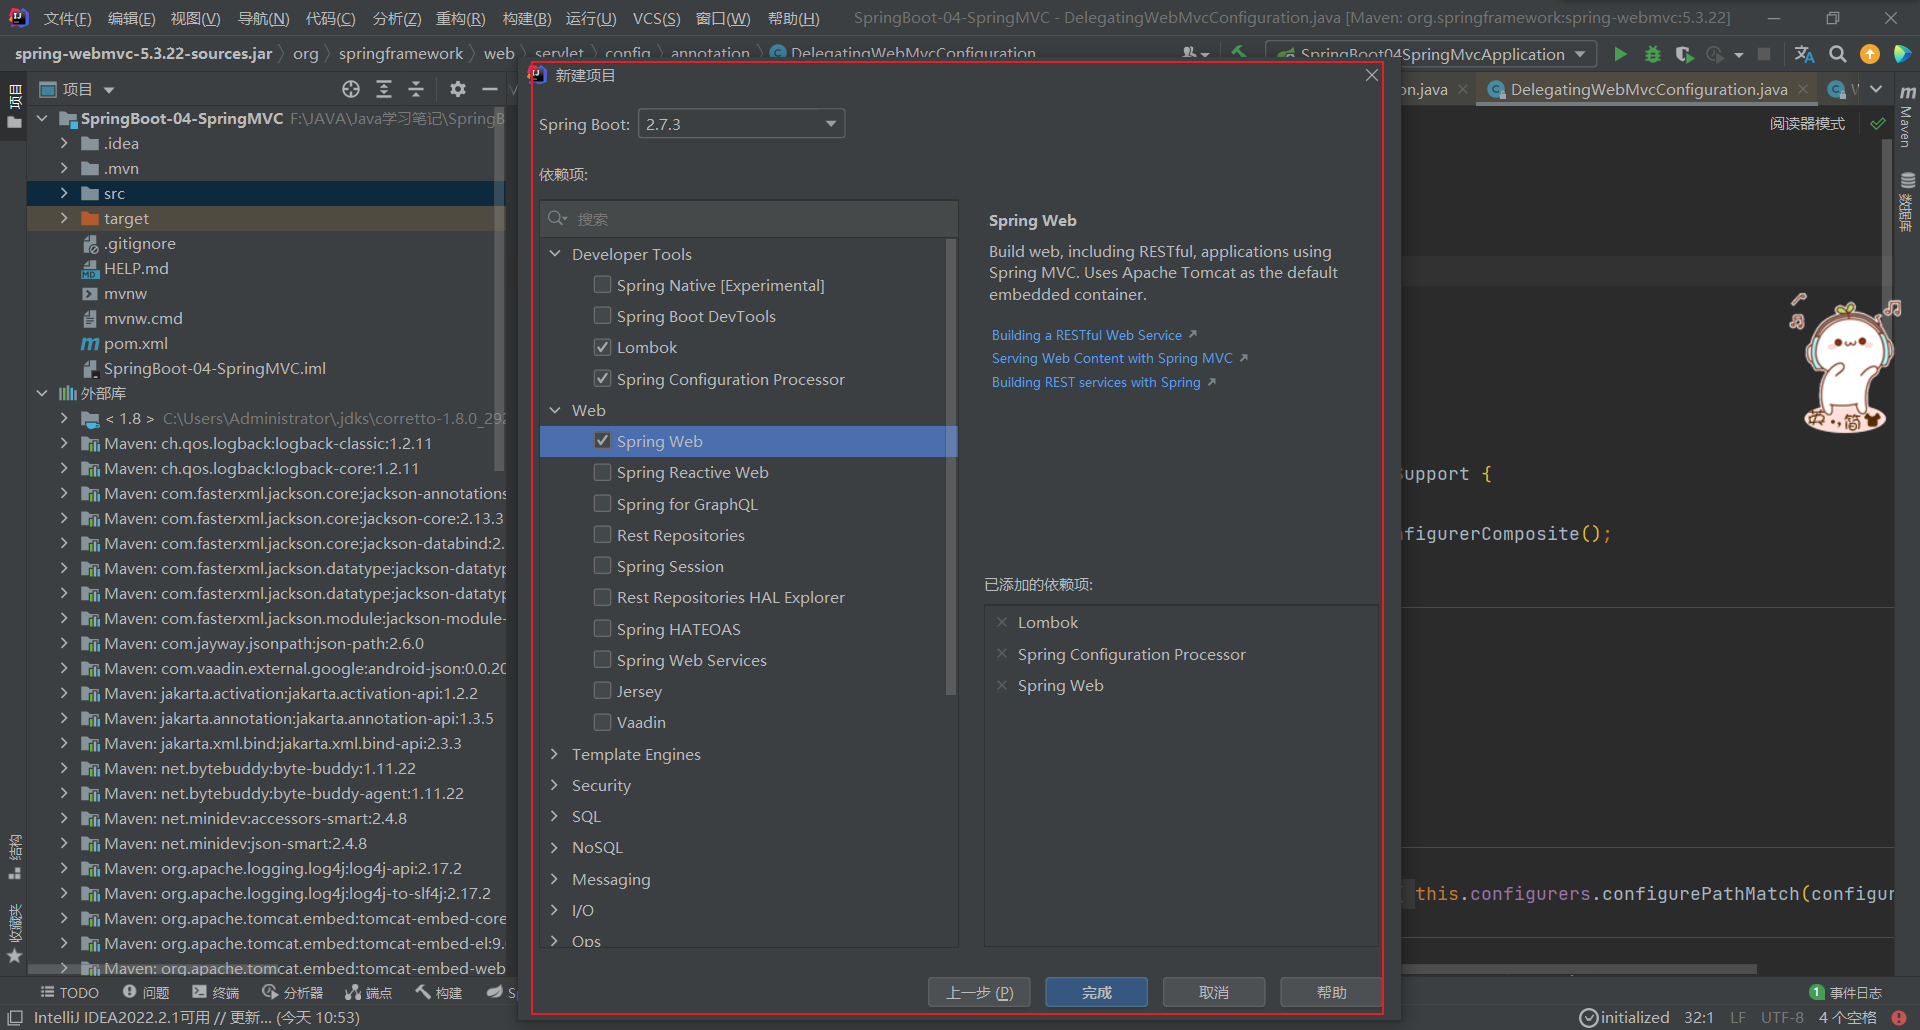 文件(F) 编辑(E) 视图(V) 导航(N) 代码(C) 分析(Z) 重构(R) 构建(B) 运行(U) VCS(S) 窗口(W) 帮助(H) SpringBoot-04-SpringMVC - DelegatingWebMvcConfiguration.java [Maven: org.springframework:spring-webmvc:5.3.22]
spring-webmvc-5.3.22-sources.jar org springframework web servlet config annotation DelegatingWebMvcConfiguration SpringBoot04SpringMvcApplication
项目
on.java DelegatingWebMvcConfiguration.java
阅读器模式
项目
结构
收藏夹
Maven
数据库
SpringBoot-04-SpringMVC F:\JAVA\Java学习笔记\SpringB
.idea
.mvn
src
target
.gitignore
HELP.md
mvnw
mvnw.cmd
pom.xml
SpringBoot-04-SpringMVC.iml
外部库
< 1.8 > C:\Users\Administrator\.jdks\corretto-1.8.0_292
Maven: ch.qos.logback:logback-classic:1.2.11
Maven: ch.qos.logback:logback-core:1.2.11
Maven: com.fasterxml.jackson.core:jackson-annotations
Maven: com.fasterxml.jackson.core:jackson-core:2.13.3
Maven: com.fasterxml.jackson.core:jackson-databind:2.
Maven: com.fasterxml.jackson.datatype:jackson-datatyp
Maven: com.fasterxml.jackson.datatype:jackson-datatyp
Maven: com.fasterxml.jackson.module:jackson-module-
Maven: com.jayway.jsonpath:json-path:2.6.0
Maven: com.vaadin.external.google:android-json:0.0.20
Maven: jakarta.activation:jakarta.activation-api:1.2.2
Maven: jakarta.annotation:jakarta.annotation-api:1.3.5
Maven: jakarta.xml.bind:jakarta.xml.bind-api:2.3.3
Maven: net.bytebuddy:byte-buddy:1.11.22
Maven: net.bytebuddy:byte-buddy-agent:1.11.22
Maven: net.minidev:accessors-smart:2.4.8
Maven: net.minidev:json-smart:2.4.8
Maven: org.apache.logging.log4j:log4j-api:2.17.2
Maven: org.apache.logging.log4j:log4j-to-slf4j:2.17.2
Maven: org.apache.tomcat.embed:tomcat-embed-core
Maven: org.apache.tomcat.embed:tomcat-embed-el:9.
Maven: org.apache.tomcat.embed:tomcat-embed-web
新建项目
Spring Boot: 2.7.3
依赖项:
搜索
Developer Tools
Spring Native [Experimental]
Spring Boot DevTools
Lombok
Spring Configuration Processor
Web
Spring Web
Spring Reactive Web
Spring for GraphQL
Rest Repositories
Spring Session
Rest Repositories HAL Explorer
Spring HATEOAS
Spring Web Services
Jersey
Vaadin
Template Engines
Security
SQL
NoSQL
Messaging
I/O
Ops
Spring Web
Build web, including RESTful, applications using
Spring MVC. Uses Apache Tomcat as the default
embedded container.
Building a RESTful Web Service
Serving Web Content with Spring MVC
Building REST services with Spring
已添加的依赖项:
Lombok
Spring Configuration Processor
Spring Web
上一步 (P) 完成 取消 帮助
Support {
nfigurerComposite();
this.configurers.configurePathMatch(configur
英 简
TODO 问题 终端 分析器 端点 构建 S 1 事件日志
IntelliJ IDEA2022.2.1可用 // 更新... (今天 10:53) initialized 32:1 LF UTF-8 4 个空格